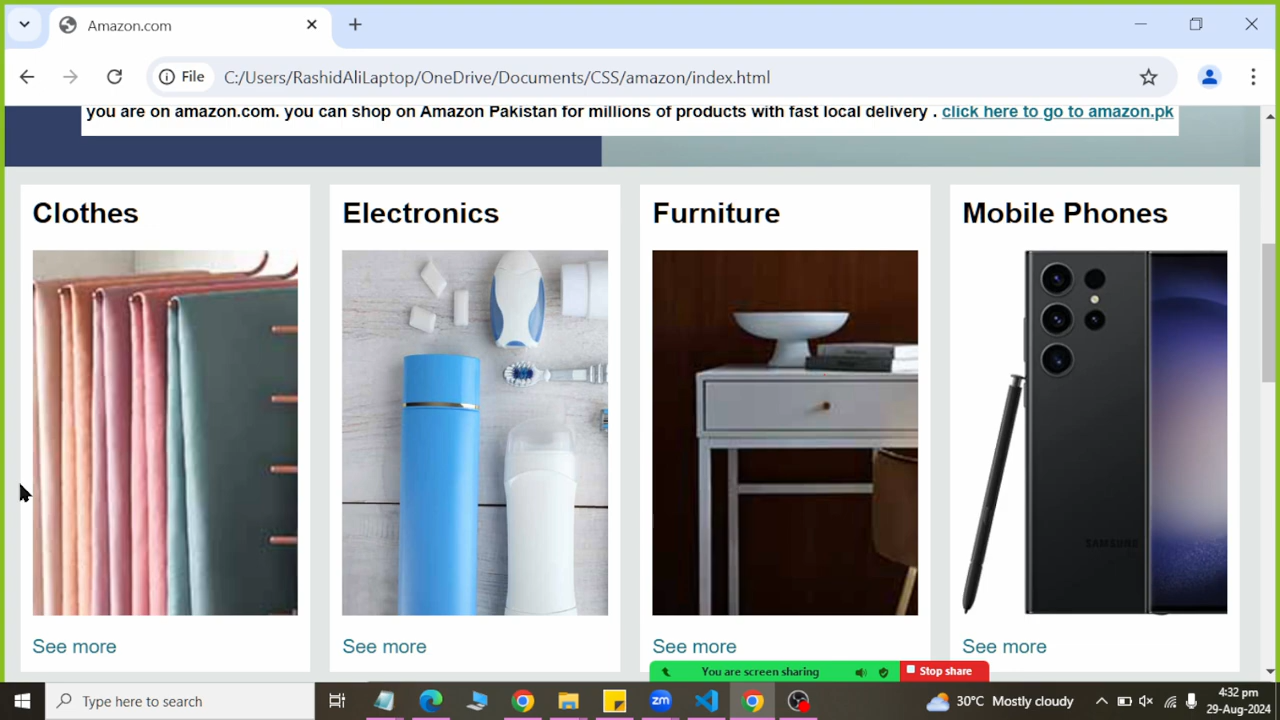 Amazon.com
File
C:/Users/RashidAliLaptop/OneDrive/Documents/CSS/amazon/index.html
you are on amazon.com. you can shop on Amazon Pakistan for millions of products with fast local delivery . click here to go to amazon.pk
Clothes
Electronics
Furniture
Mobile Phones
SAMSUNG
See more
See more
See more
See more
You are screen sharing
Stop share
Type here to search
zm
30°C Mostly cloudy
4:32 pm
29-Aug-2024